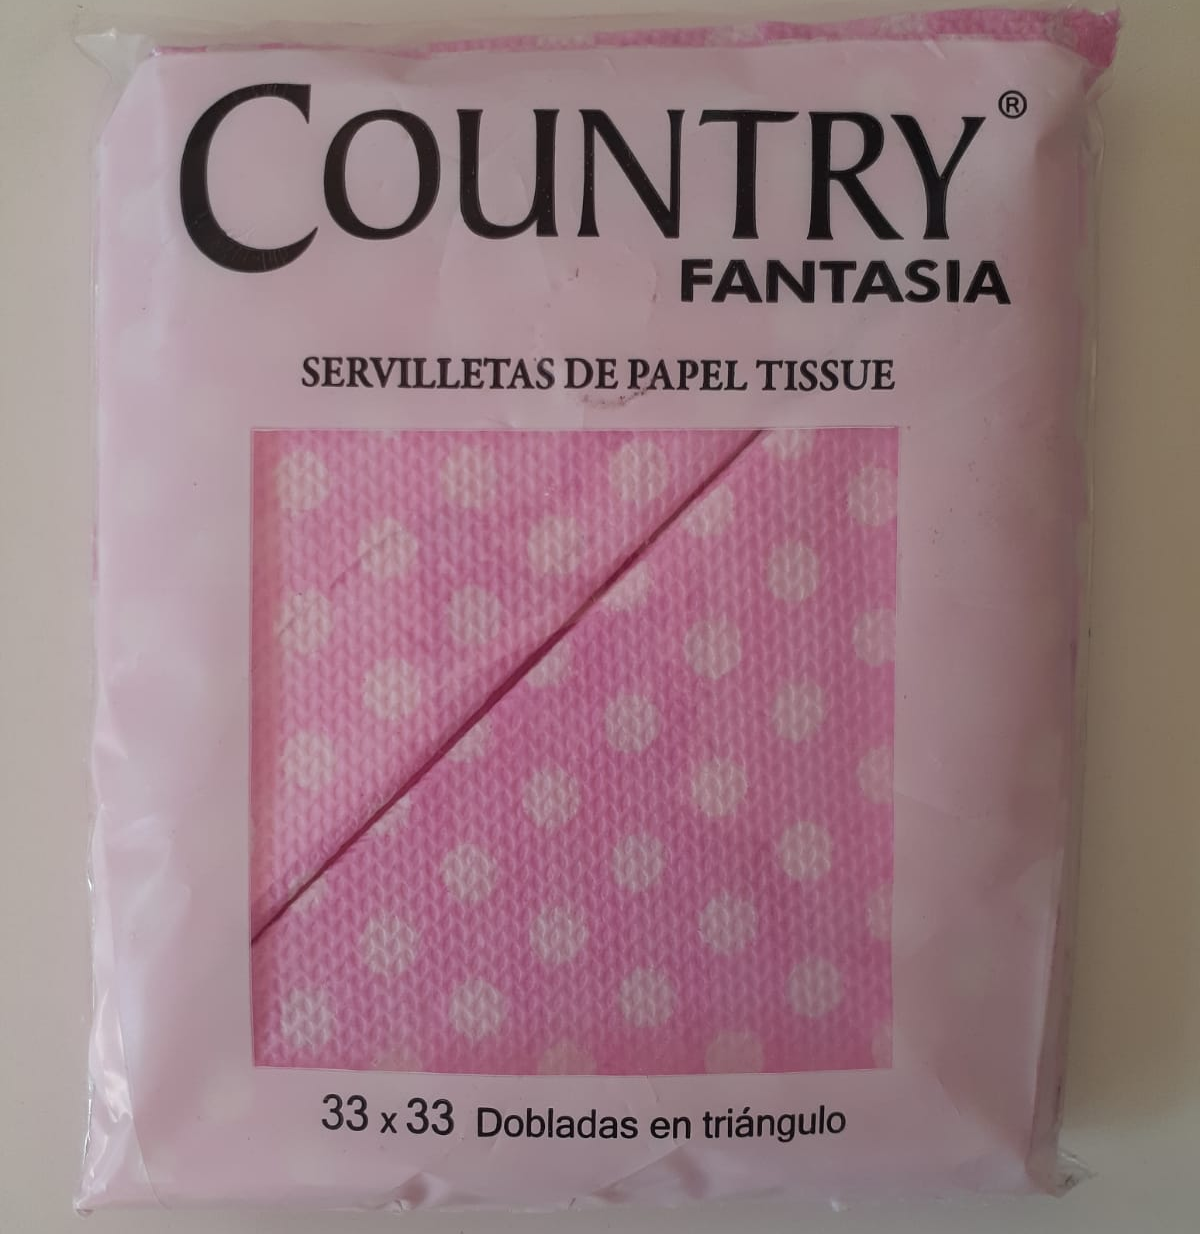 COUNTRY®
FANTASIA
SERVILLETAS DE PAPEL TISSUE
33 x 33 Dobladas en triángulo